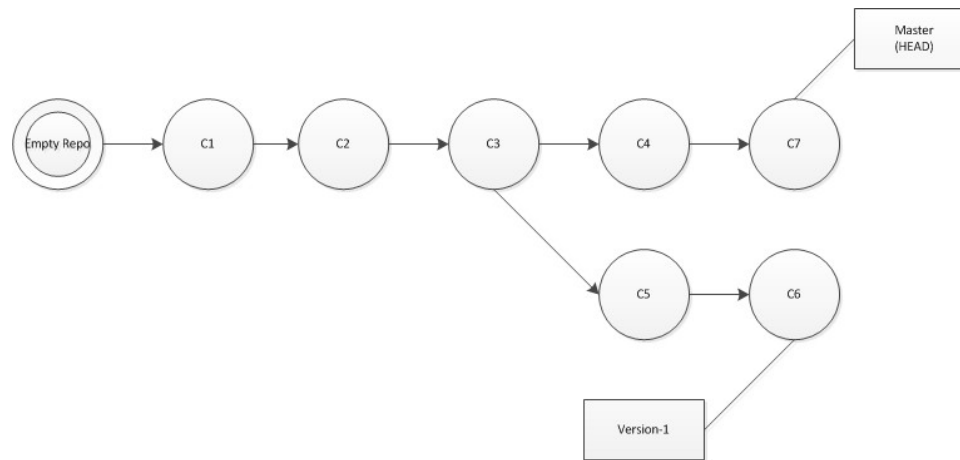 Master
(HEAD)
Empty Repo
C1
C2
C3
C4
C7
C5
C6
Version-1